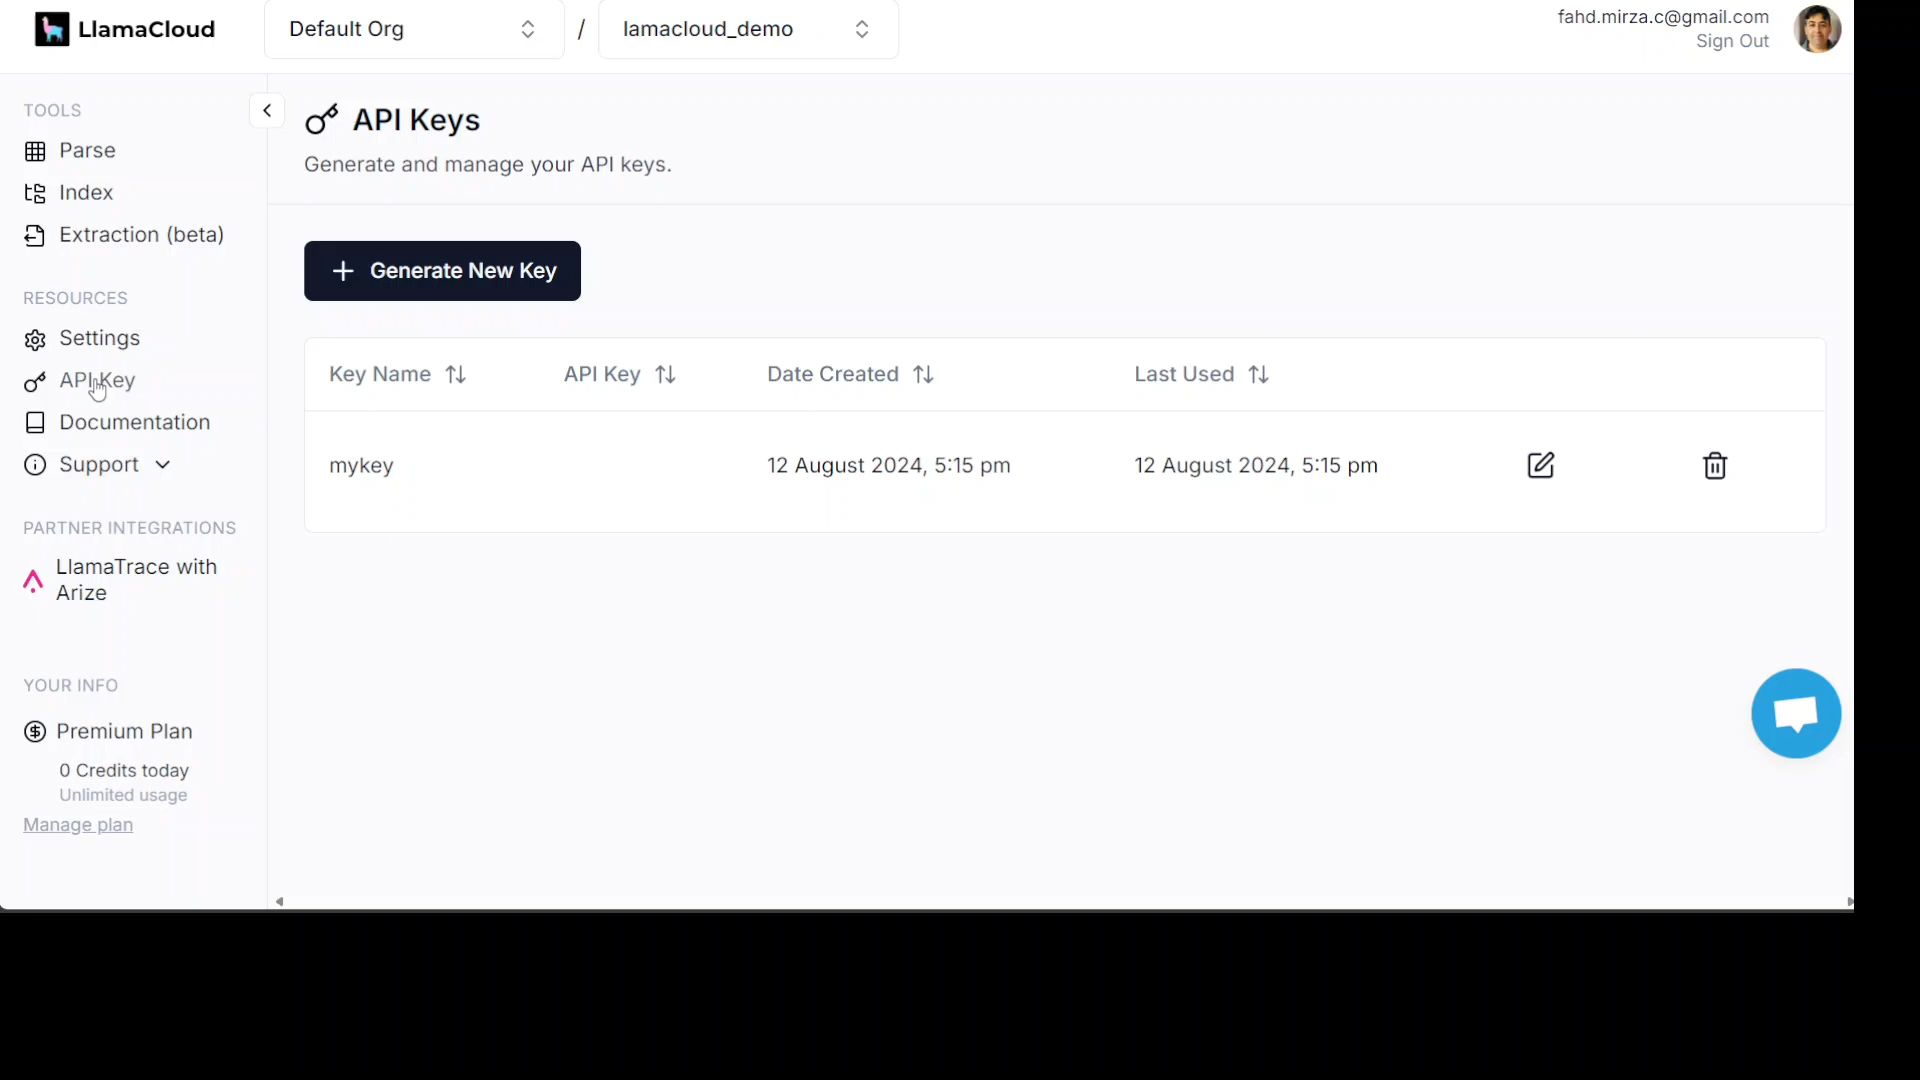 LlamaCloud
Default Org / lamacloud_demo
fahd.mirza.c@gmail.com
Sign Out
TOOLS
Parse
Index
Extraction (beta)
RESOURCES
Settings
API Key
Documentation
Support
PARTNER INTEGRATIONS
LlamaTrace with
Arize
YOUR INFO
Premium Plan
0 Credits today
Unlimited usage
Manage plan
API Keys
Generate and manage your API keys.
Generate New Key
Key Name API Key Date Created Last Used
mykey 12 August 2024, 5:15 pm 12 August 2024, 5:15 pm